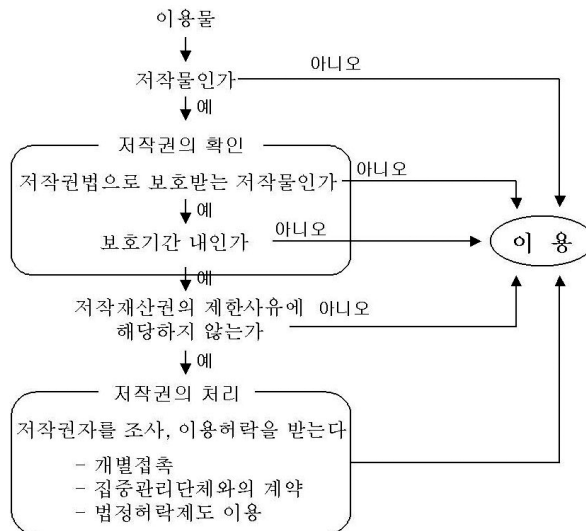 이용물
저작물인가
아니오
예
저작권의 확인
저작권법으로 보호받는 저작물인가
아니오
예
보호기간 내인가
아니오
이 용
예
저작재산권의 제한사유에
해당하지 않는가
아니오
예
저작권의 처리
저작권자를 조사, 이용허락을 받는다
- 개별접촉
- 집중관리단체와의 계약
- 법정허락제도 이용